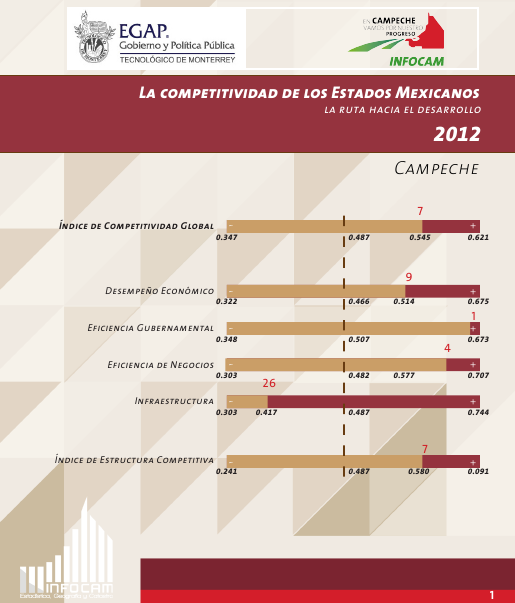 EGAP®
Gobierno y Política Pública
TECNOLÓGICO DE MONTERREY
EN CAMPECHE
VAMOS POR NUESTRO
PROGRESO
INFOCAM
LA COMPETITIVIDAD DE LOS ESTADOS MEXICANOS
LA RUTA HACIA EL DESARROLLO
2012
CAMPECHE
7
ÍNDICE DE COMPETITIVIDAD GLOBAL - +
0.347 0.487 0.545 0.621
9
DESEMPEÑO ECONÓMICO - +
0.322 0.466 0.514 0.675
1
EFICIENCIA GUBERNAMENTAL - +
0.348 0.507 0.673
4
EFICIENCIA DE NEGOCIOS - +
0.303 0.482 0.577 0.707
26
INFRAESTRUCTURA - +
0.303 0.417 0.487 0.744
7
ÍNDICE DE ESTRUCTURA COMPETITIVA - +
0.241 0.487 0.580 0.091
INFOCAM
Estadística, Geografía y Catastro
1